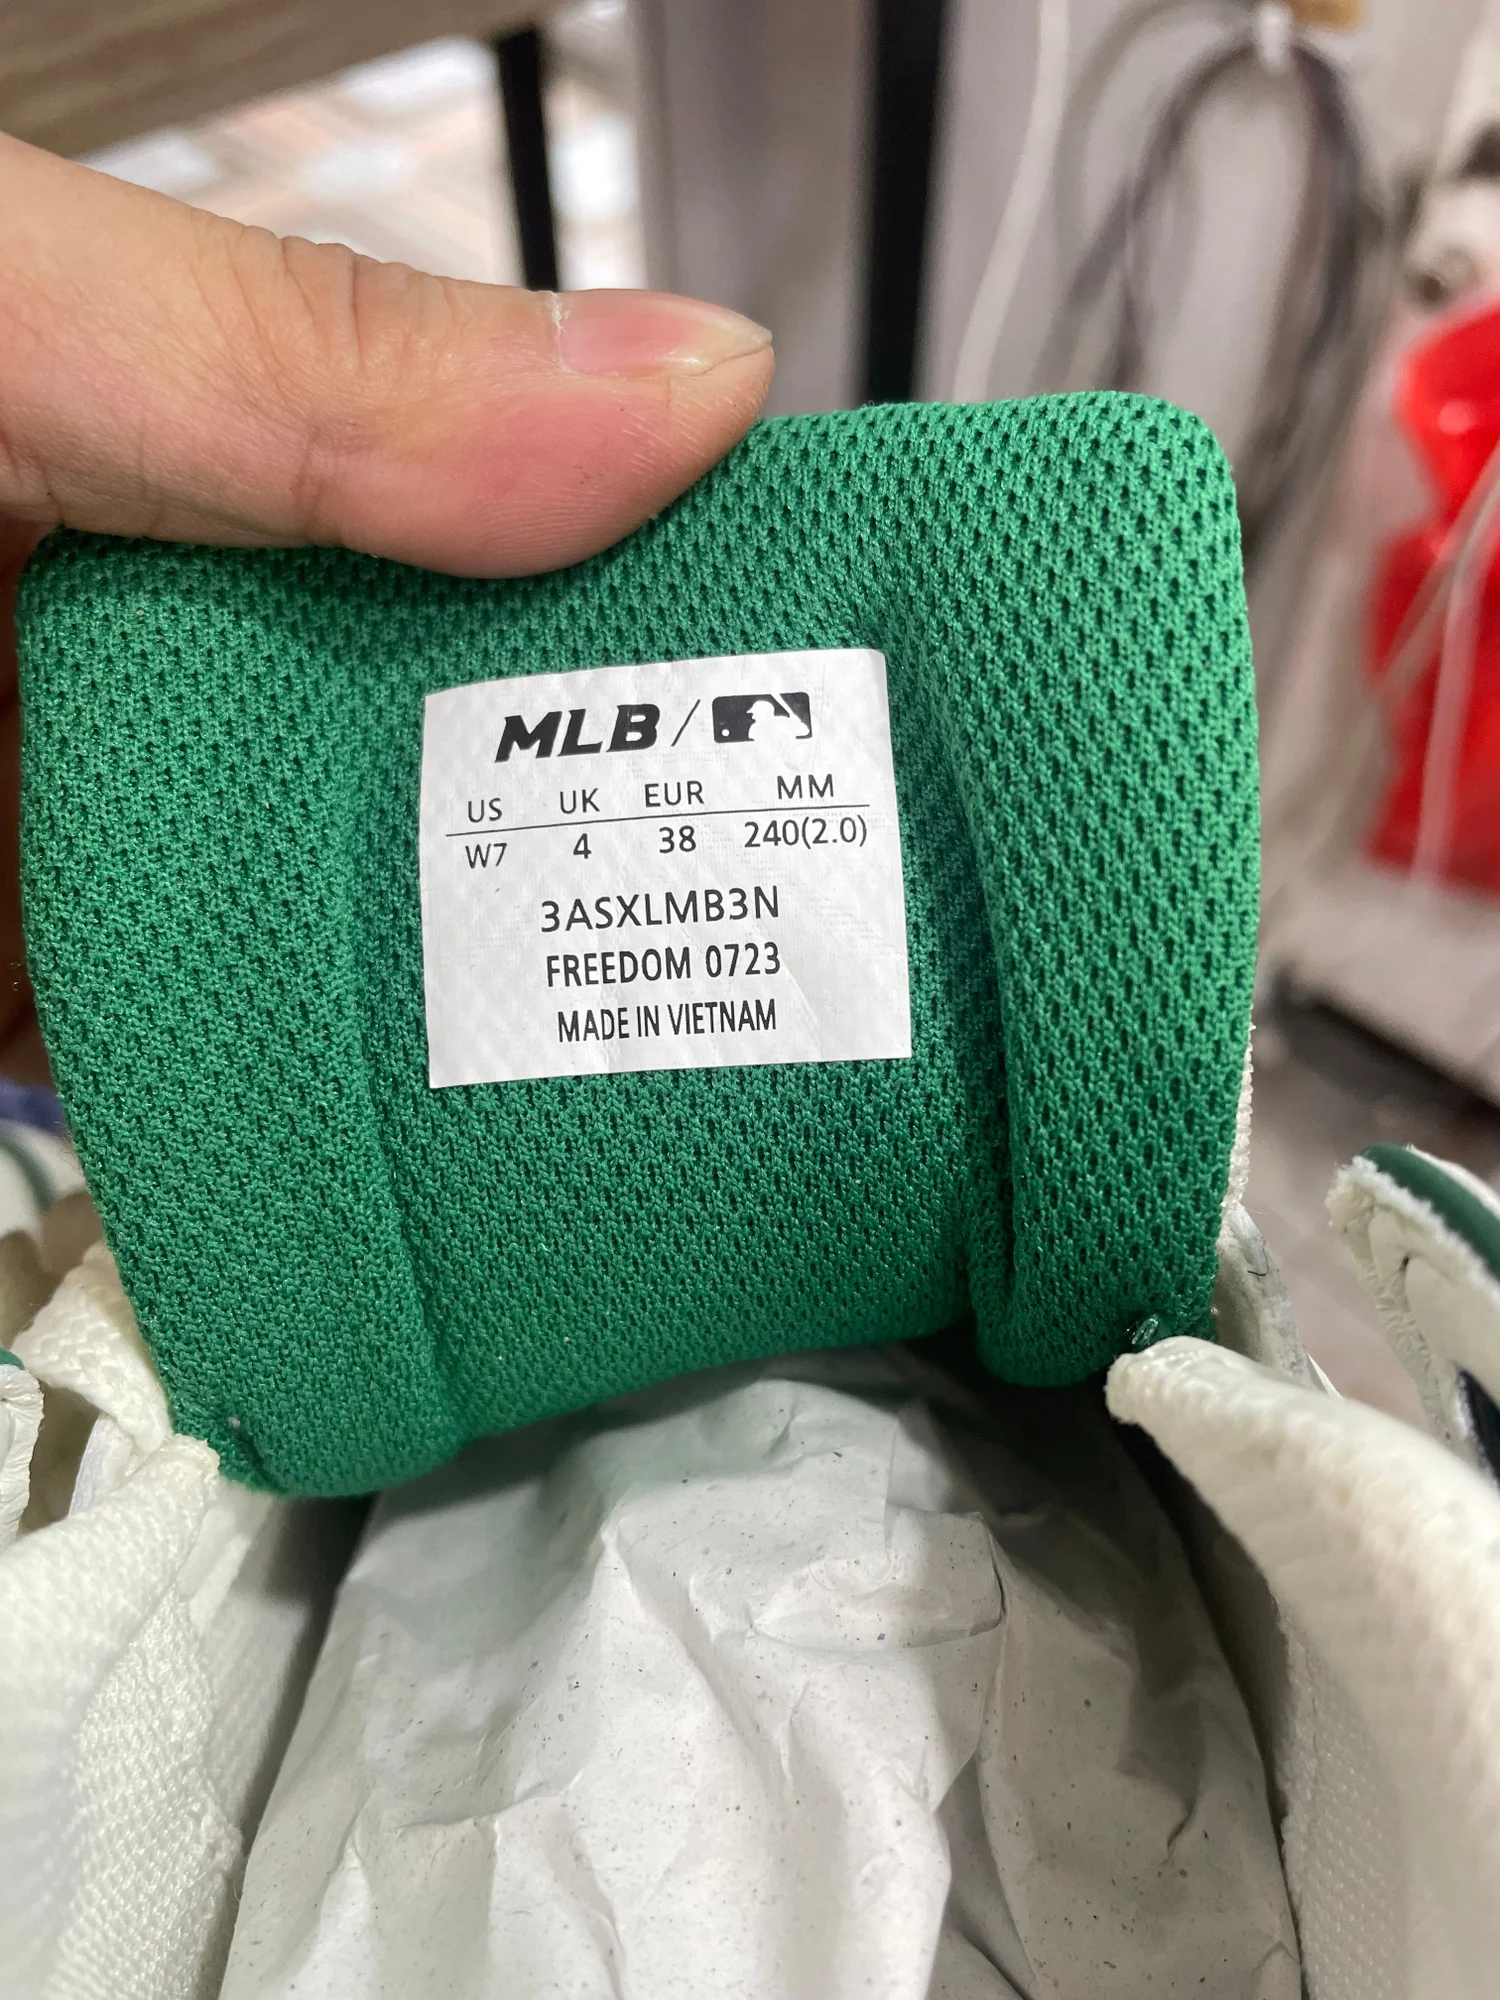 MLB /
US UK EUR MM
W7 4 38 240(2.0)
3ASXLMB3N
FREEDOM 0723
MADE IN VIETNAM